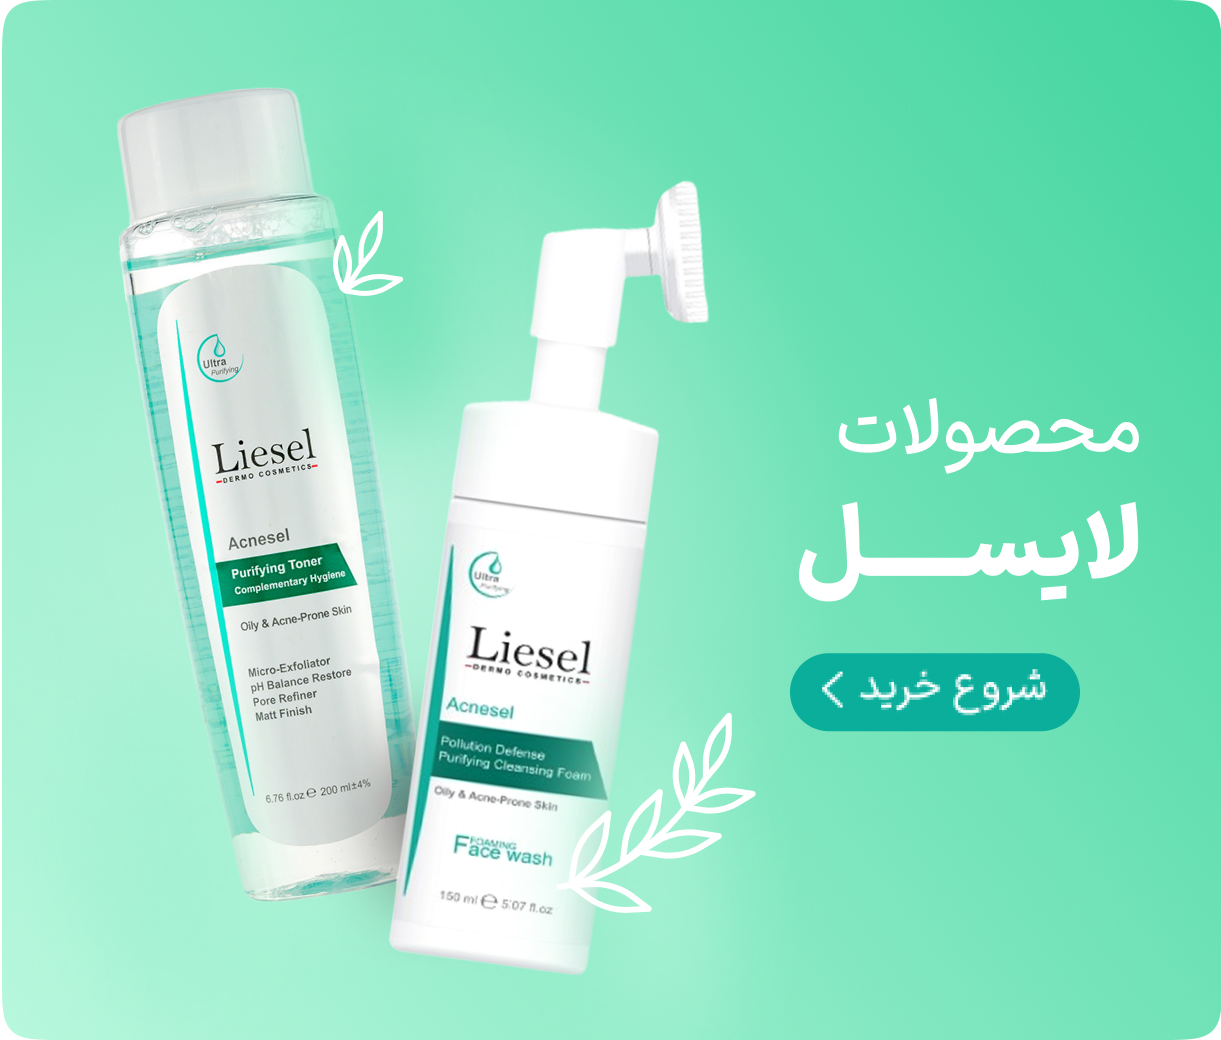 محصولات
لایسل
شروع خرید
Ultra
Purifying
Liesel
DERMO COSMETICS
Acnesel
Purifying Toner
Complementary Hygiene
Oily & Acne-Prone Skin
Micro-Exfoliator
pH Balance Restore
Pore Refiner
Matt Finish
6.76 fl.oz ℮ 200 ml±4%
Ultra
Purifying
Liesel
DERMO COSMETICS
Acnesel
Pollution Defense
Purifying Cleansing Foam
Oily & Acne-Prone Skin
FOAMING
Face wash
150 ml ℮ 5.07 fl.oz